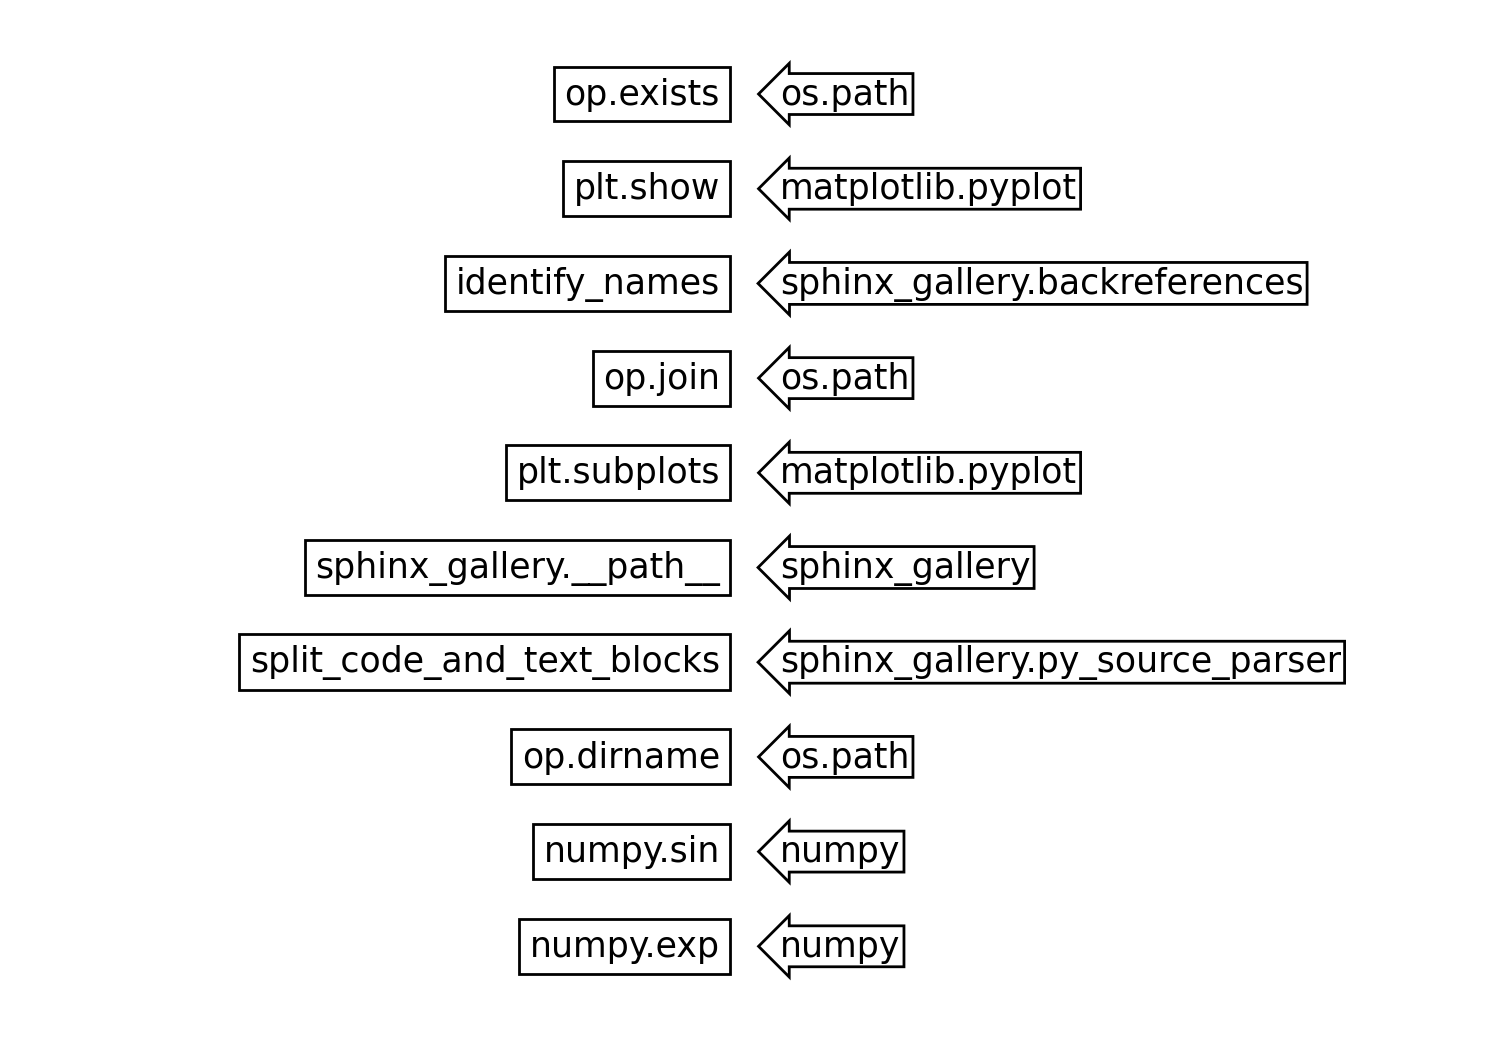 op.exists os.path
plt.show matplotlib.pyplot
identify_names sphinx_gallery.backreferences
op.join os.path
plt.subplots matplotlib.pyplot
sphinx_gallery.__path__ sphinx_gallery
split_code_and_text_blocks sphinx_gallery.py_source_parser
op.dirname os.path
numpy.sin numpy
numpy.exp numpy